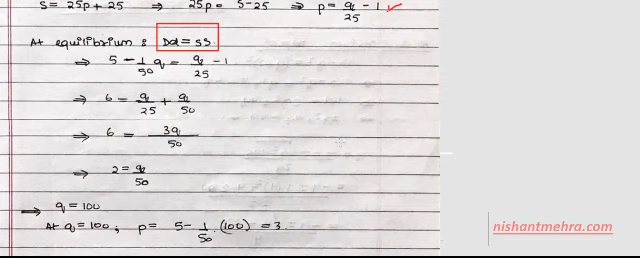 S = 25p + 25 ⇒ 25p = S - 25 ⇒ p = q/25 - 1 ✓
At equilibrium : Dd = SS.
⇒ 5 - 1/50 q = q/25 - 1
⇒ 6 = q/25 + q/50
⇒ 6 = 3q/50
⇒ 2 = q/50
⇒ q = 100
At q = 100 ; p = 5 - 1/50 . (100) = 3
nishantmehra.com